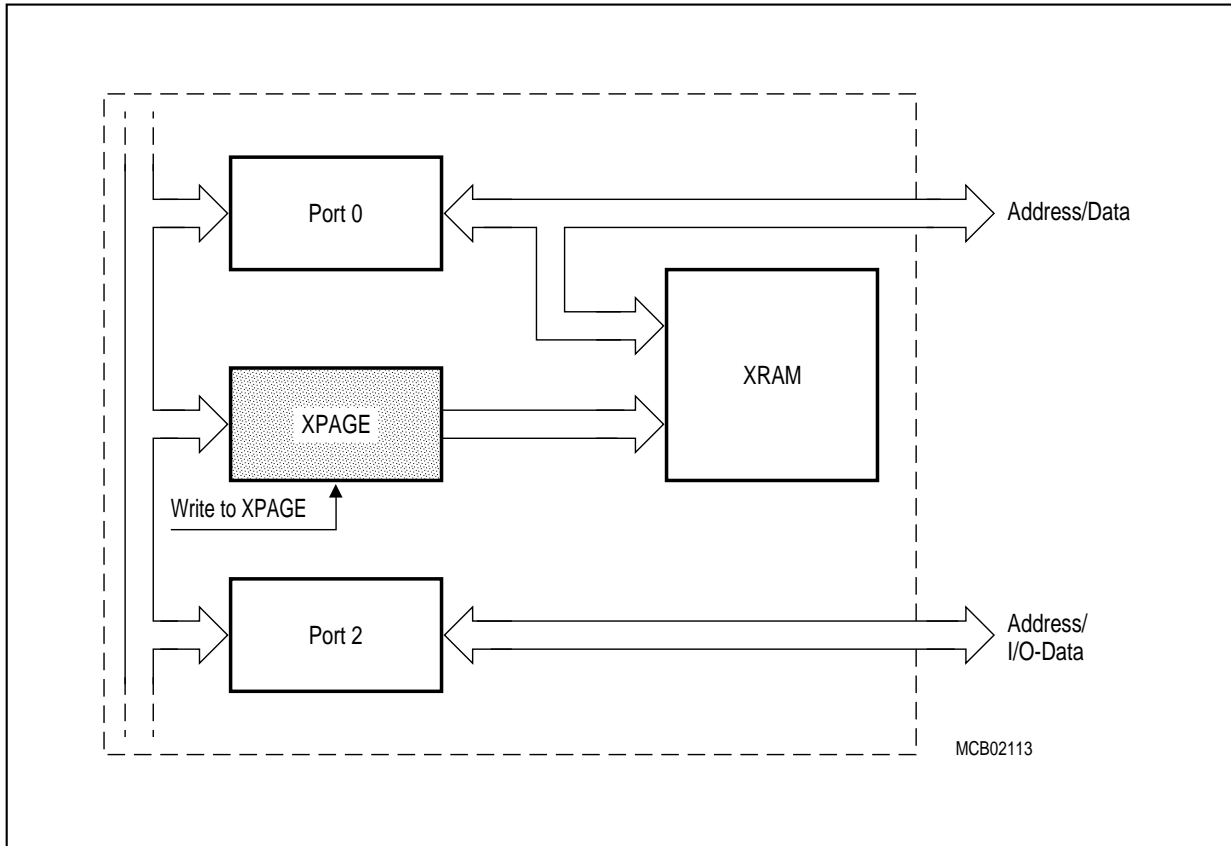 Port 0
Address/Data
XRAM
XPAGE
Write to XPAGE
Port 2
Address/
I/O-Data
MCB02113